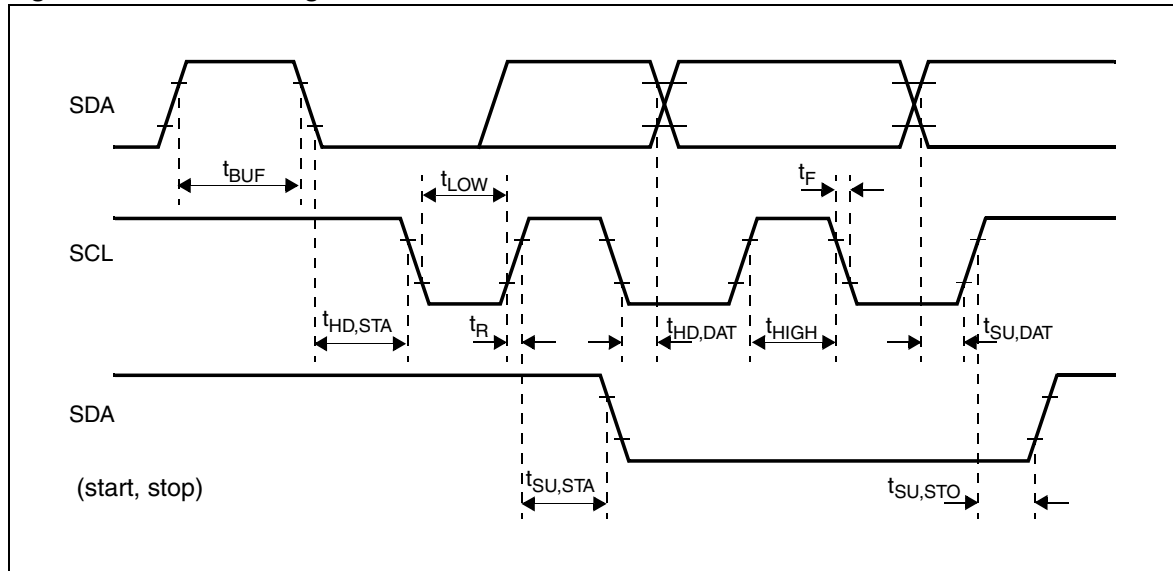 SDA
tBUF
tLOW
tF
SCL
tHD,STA
tR
tHD,DAT
tHIGH
tSU,DAT
SDA
tSU,STA
tSU,STO
(start, stop)